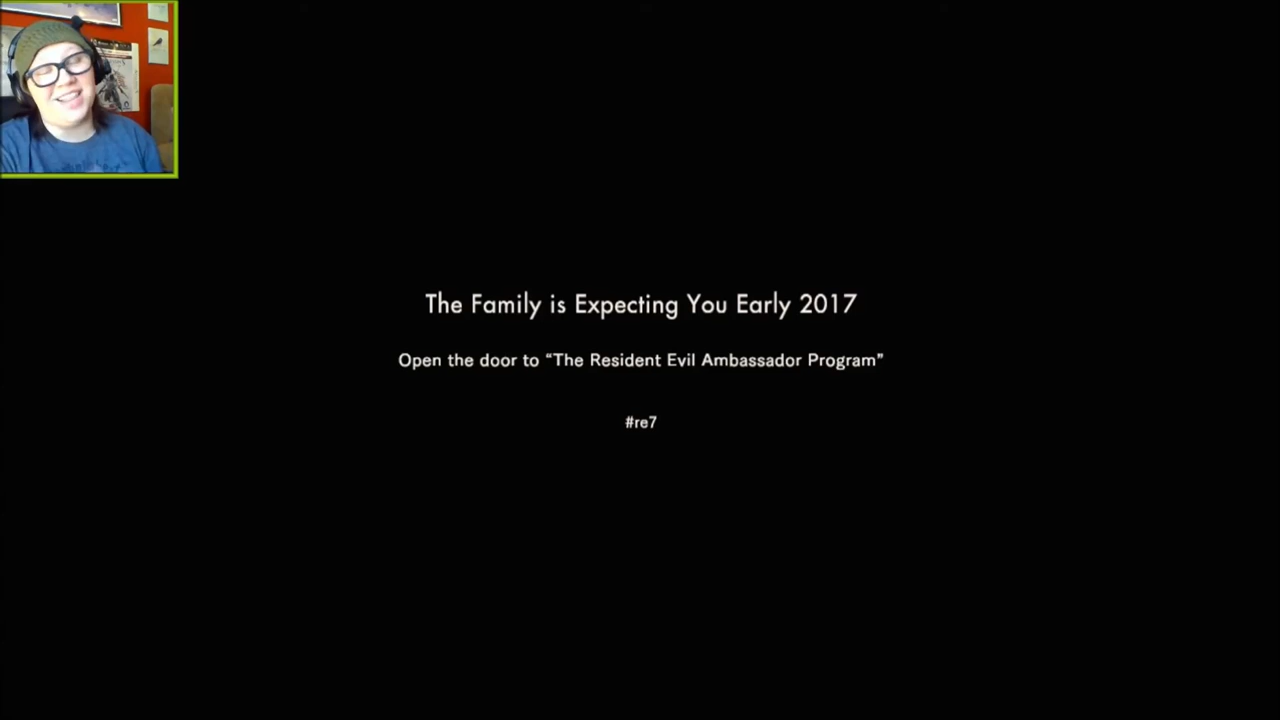 The Family is Expecting You Early 2017
Open the door to “The Resident Evil Ambassador Program”
#re7